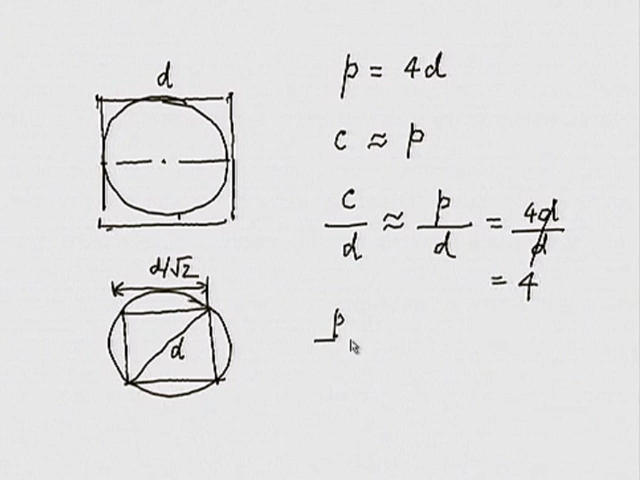 d
p = 4d
c ≈ p
c/d ≈ p/d = 4d/d
= 4
d/√2
d
p